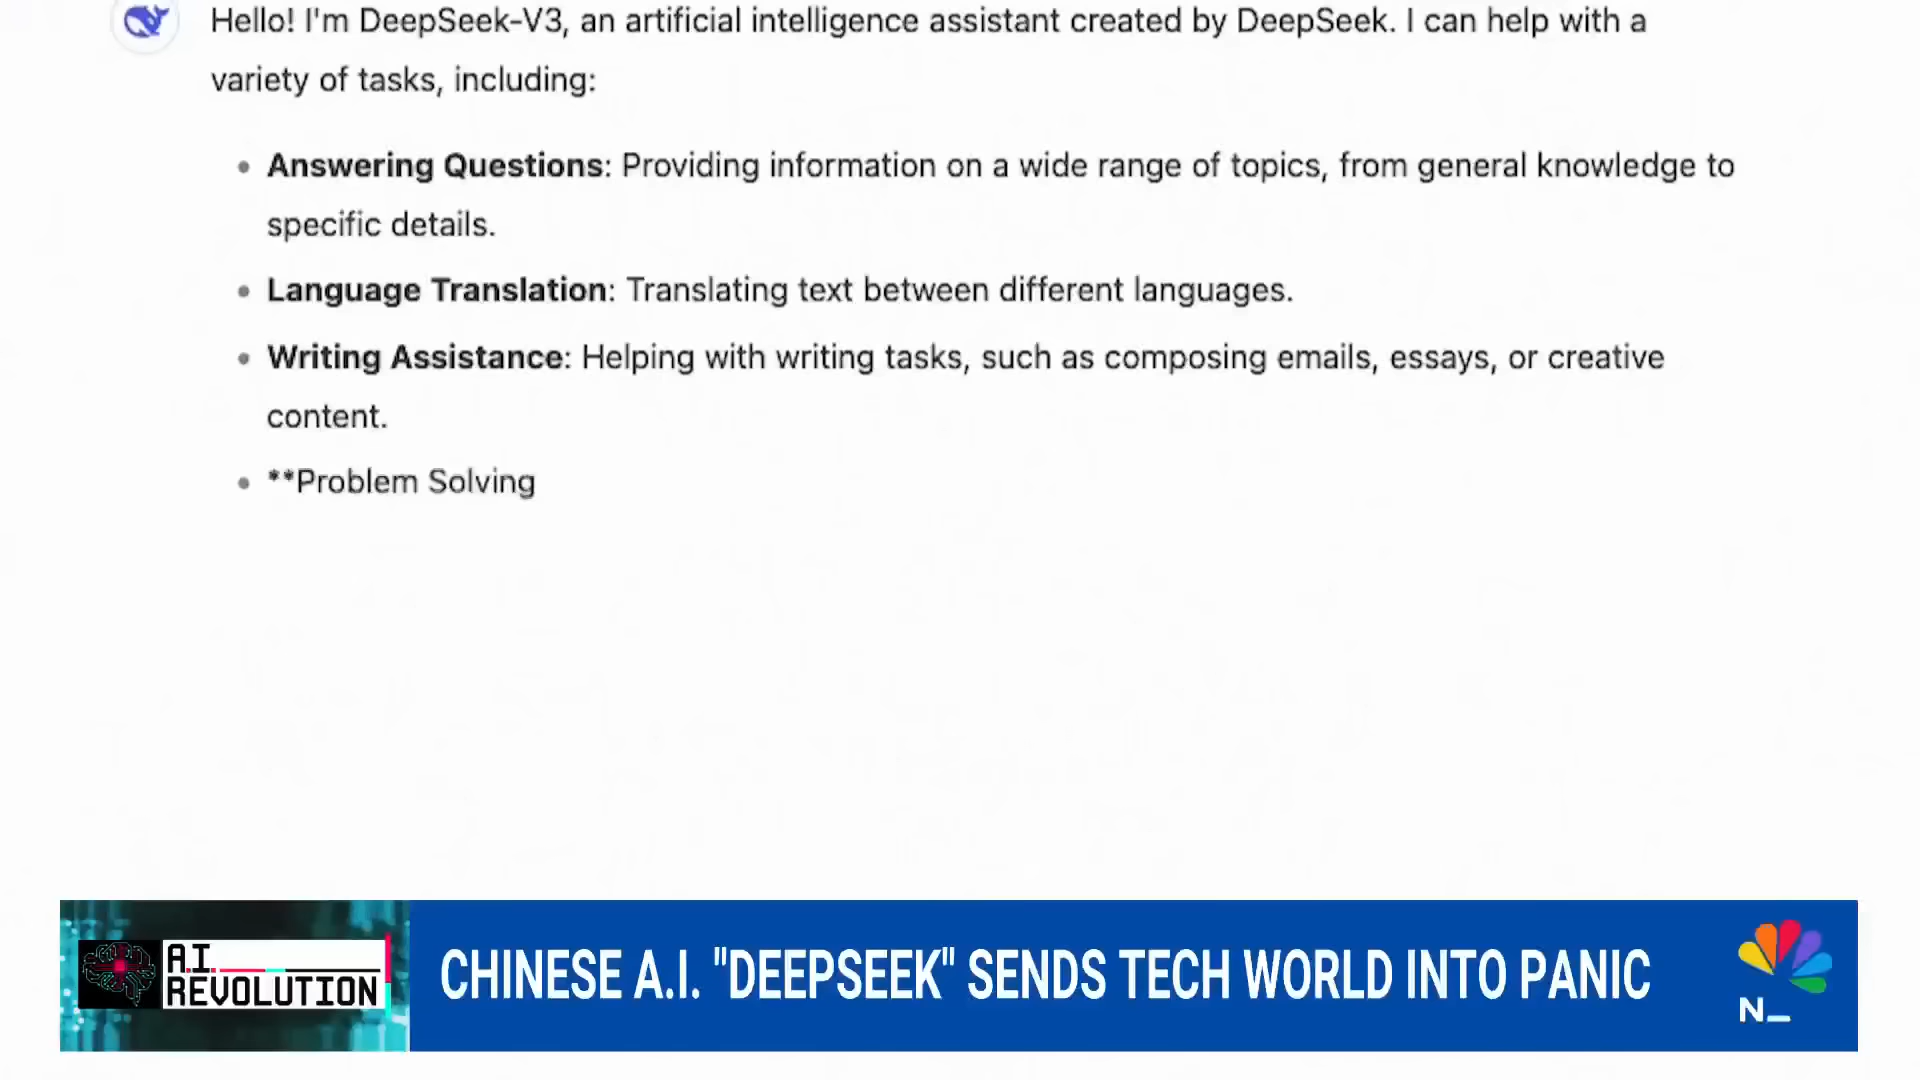 Hello! I'm DeepSeek-V3, an artificial intelligence assistant created by DeepSeek. I can help with a
variety of tasks, including:
• Answering Questions: Providing information on a wide range of topics, from general knowledge to
specific details.
• Language Translation: Translating text between different languages.
• Writing Assistance: Helping with writing tasks, such as composing emails, essays, or creative
content.
• **Problem Solving
A.I.
REVOLUTION
CHINESE A.I. "DEEPSEEK" SENDS TECH WORLD INTO PANIC
N_